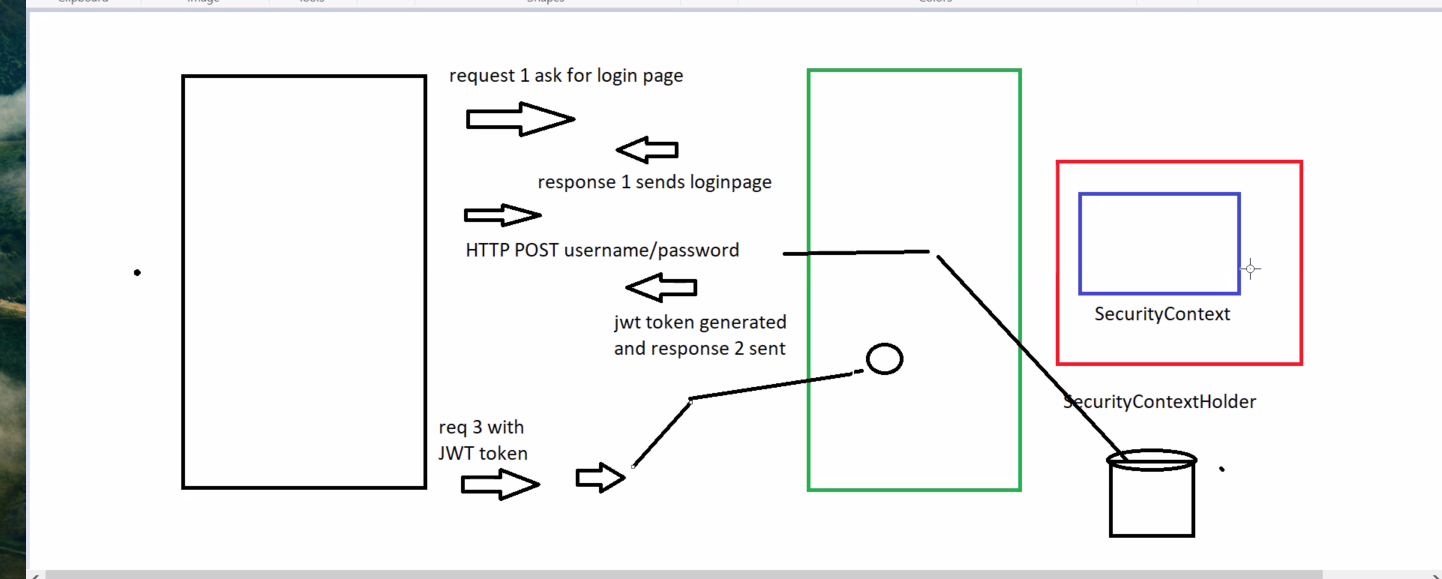 Clipboard
Image
Tools
Shapes
Colors
request 1 ask for login page
response 1 sends loginpage
HTTP POST username/password
jwt token generated
and response 2 sent
SecurityContext
SecurityContextHolder
req 3 with
JWT token